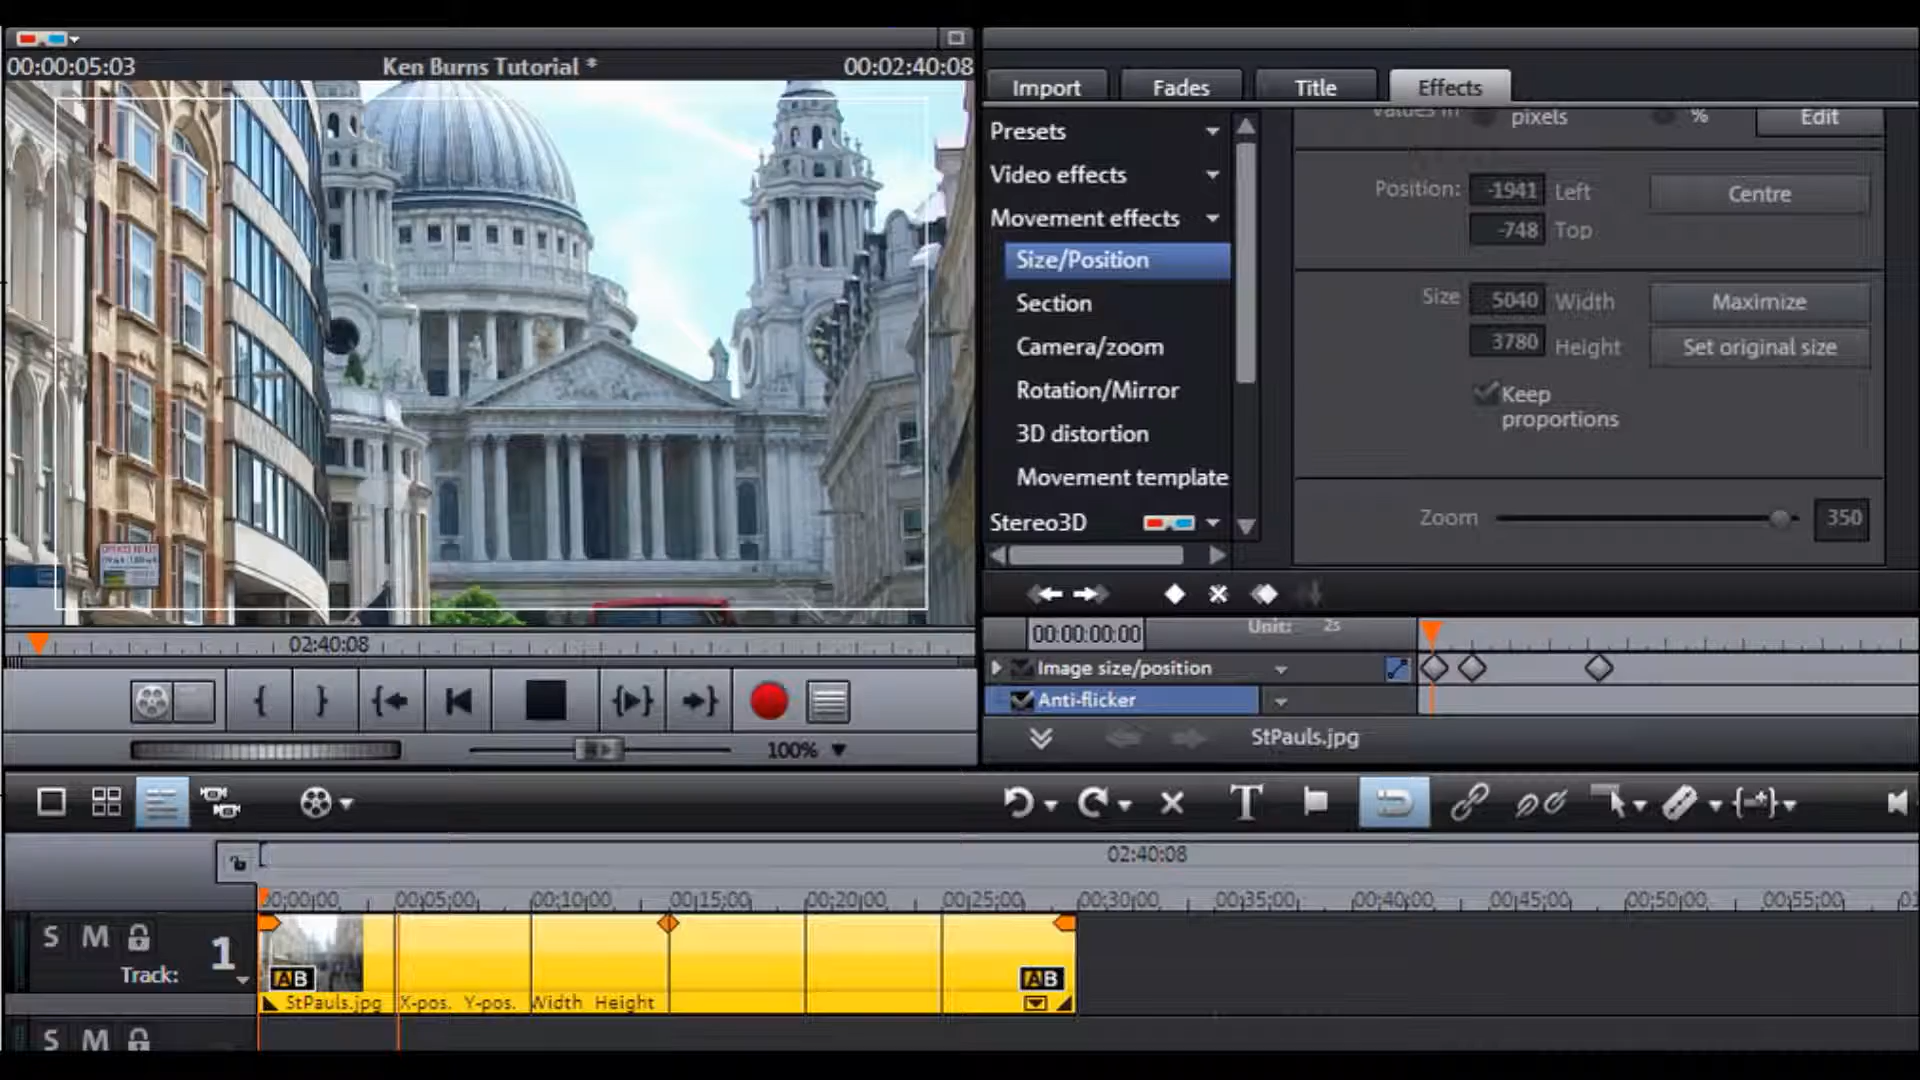 00:00:05:03 Ken Burns Tutorial * 00:02:40:08
Import Fades Title Effects
Presets
Video effects
Movement effects
Size/Position
Section
Camera/zoom
Rotation/Mirror
3D distortion
Movement template
Stereo3D
Values in pixels % Edit
Position: -1941 Left Centre
-748 Top
Size 5040 Width Maximize
3780 Height Set original size
Keep
proportions
Zoom 350
02:40:08
100%
00:00:00:00 Unit: 2s
Image size/position
Anti-flicker
StPauls.jpg
T
02:40:08
00;00;00 00;05;00 00;10;00 00;15;00 00;20;00 00;25;00 00;30;00 00;35;00 00;40;00 00;45;00 00;50;00 00;55;00
S M 1
Track:
AB AB
StPauls.jpg X-pos. Y-pos. Width Height
S M